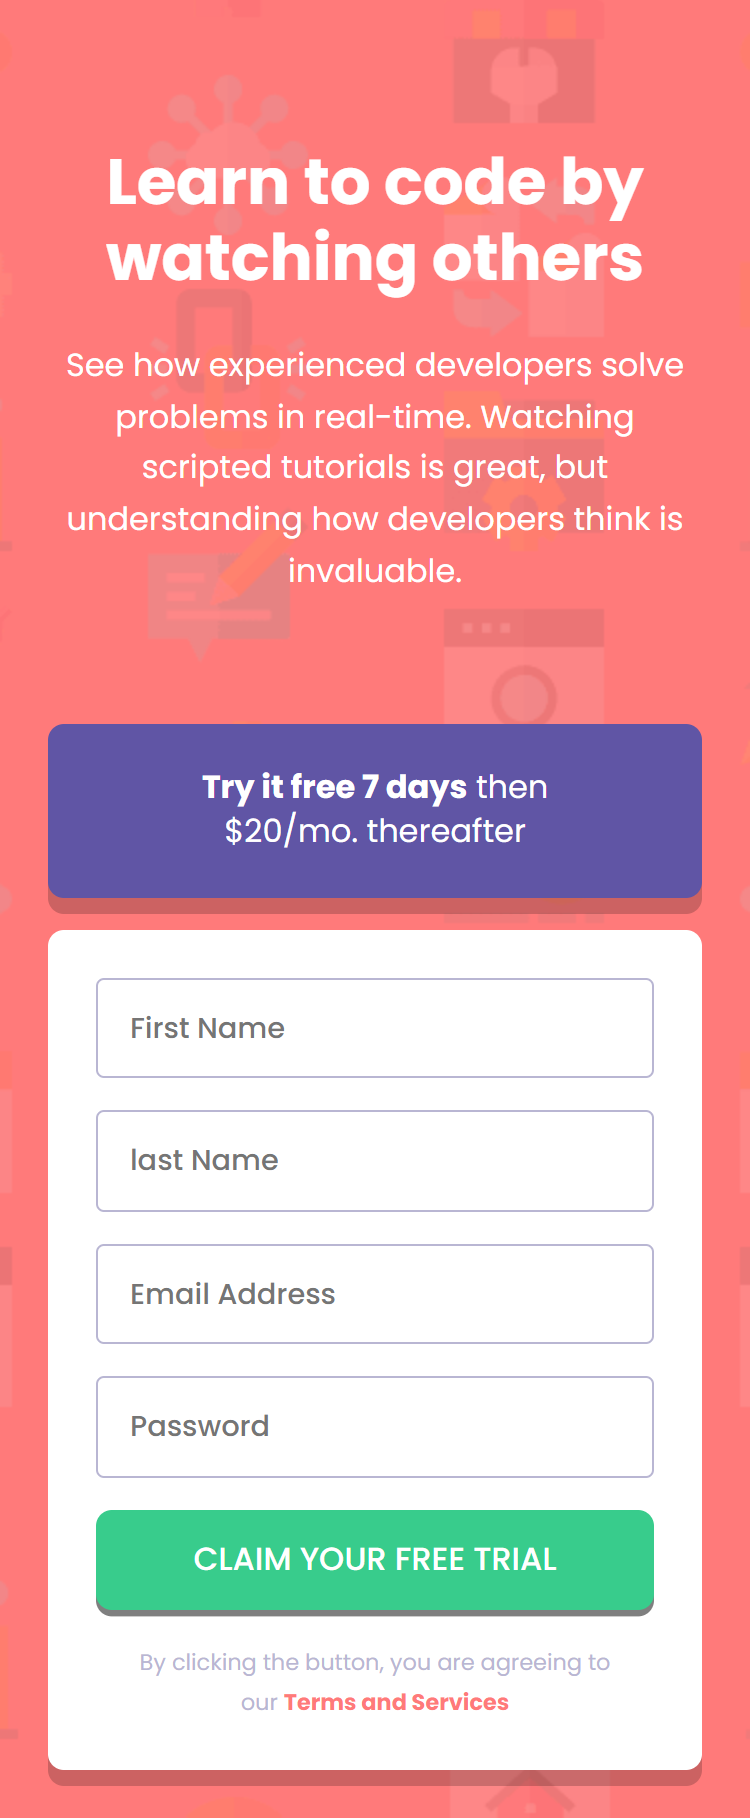 Learn to code by
watching others
See how experienced developers solve
problems in real-time. Watching
scripted tutorials is great, but
understanding how developers think is
invaluable.
Try it free 7 days then
$20/mo. thereafter
First Name
last Name
Email Address
Password
CLAIM YOUR FREE TRIAL
By clicking the button, you are agreeing to
our Terms and Services